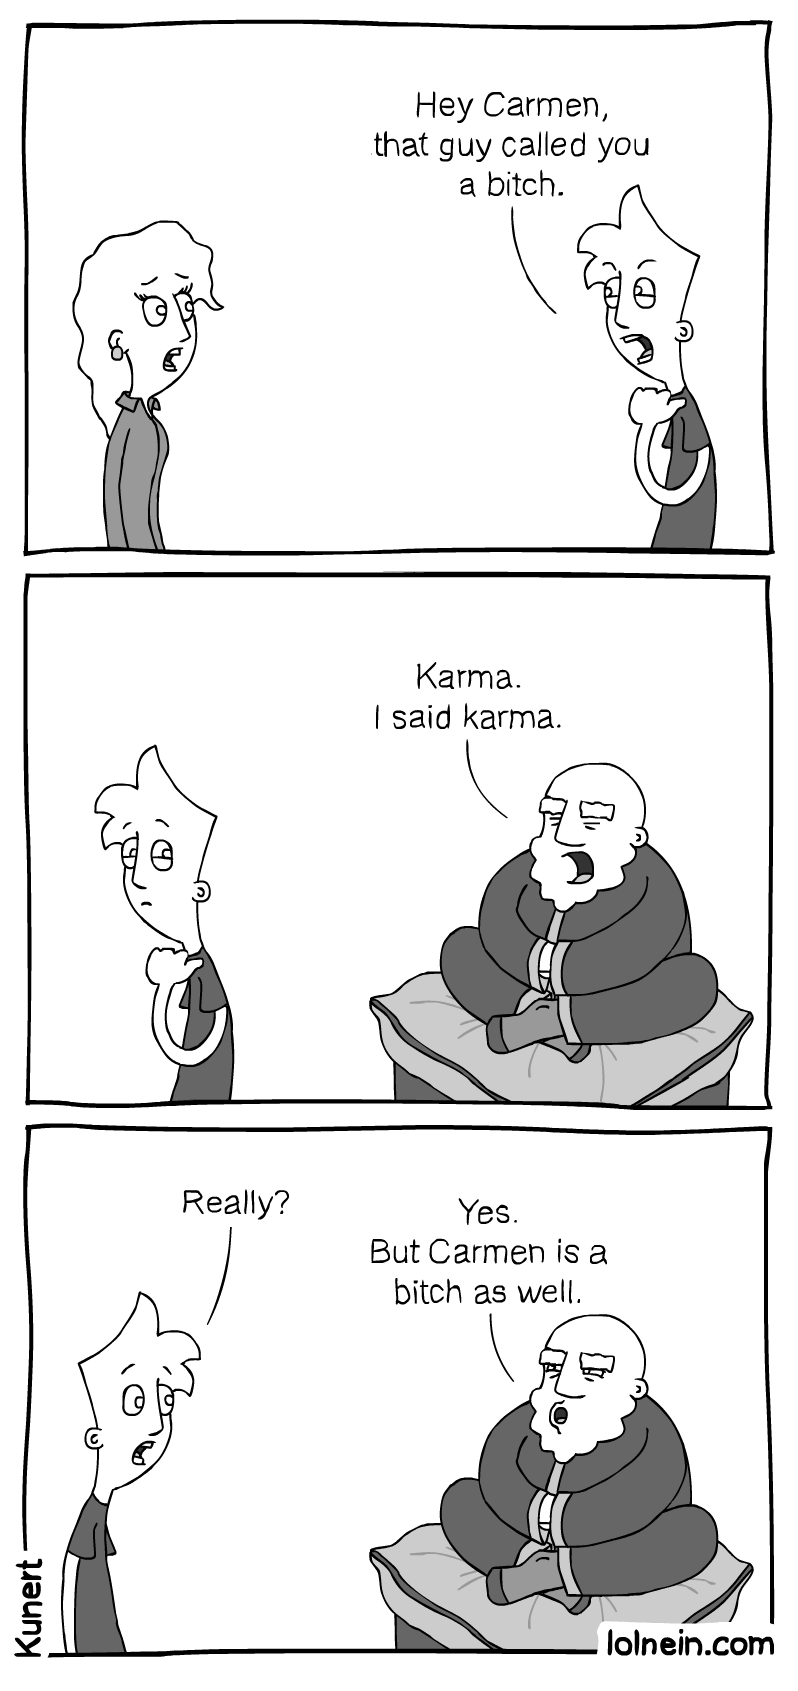 Hey Carmen,
that guy called you
a bitch.
Karma.
I said karma.
Really?
Yes.
But Carmen is a
bitch as well.
Kunert
lolnein.com